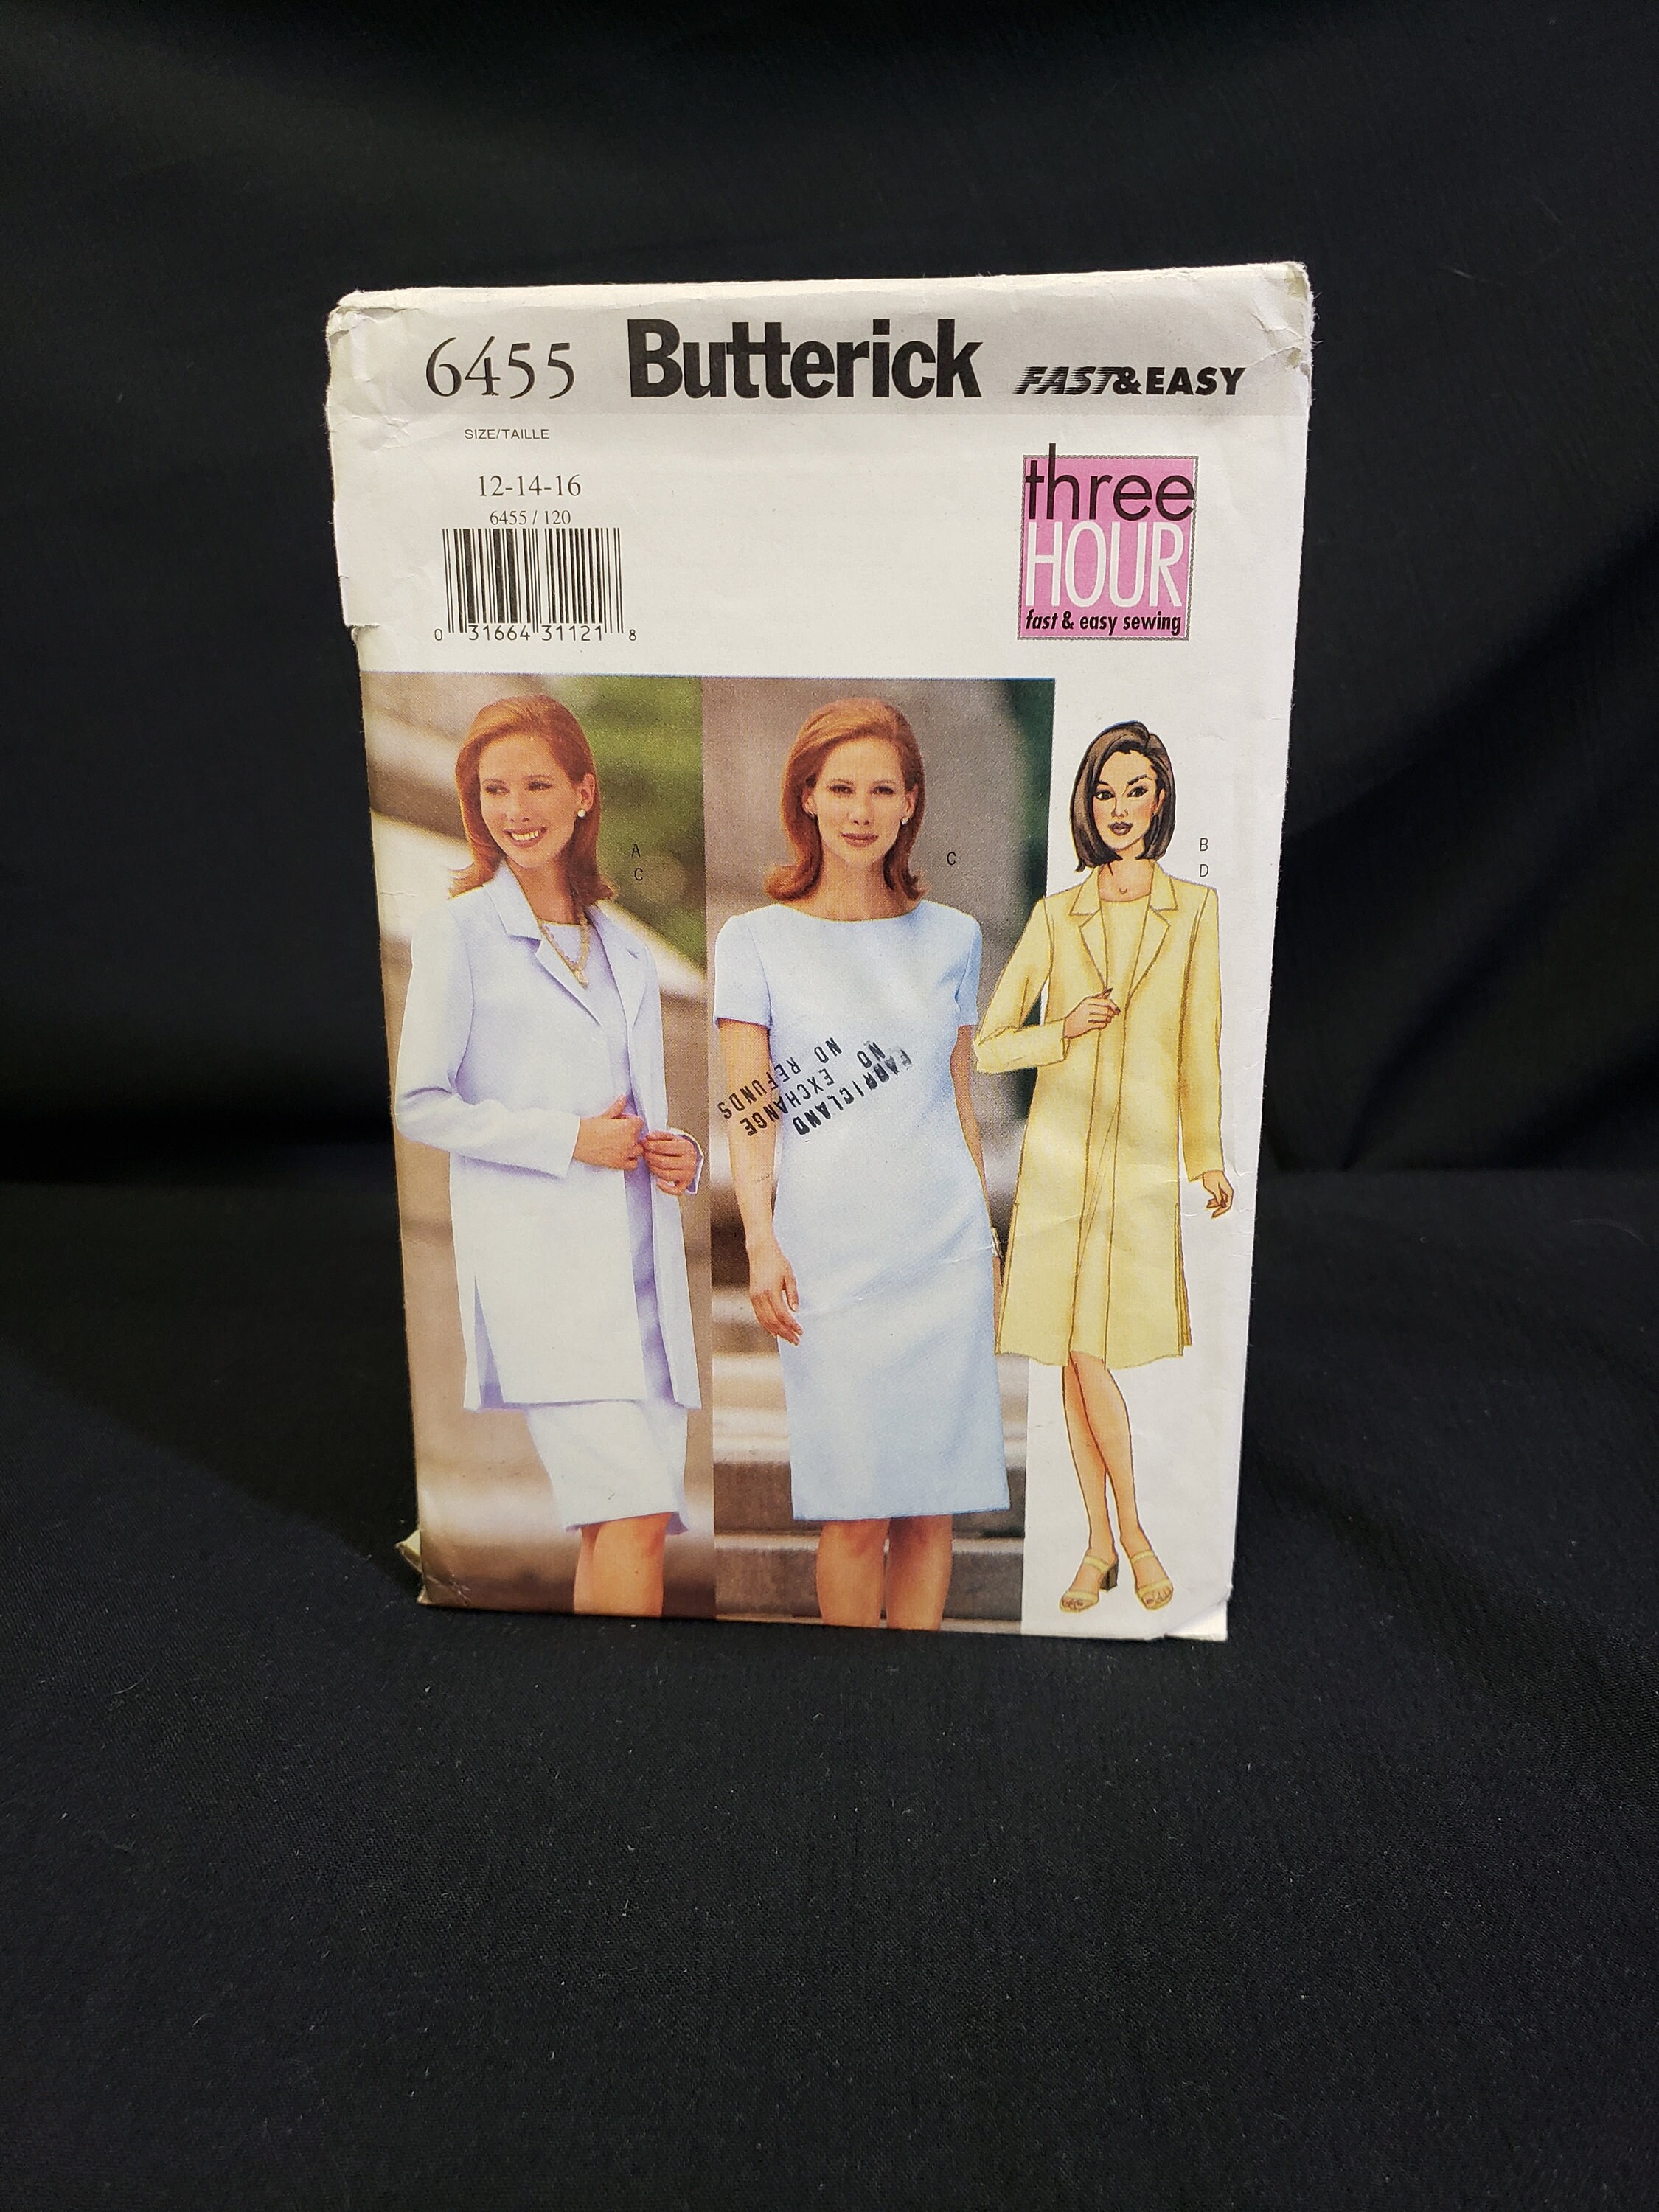 6455 Butterick FAST&EASY
SIZE/TAILLE
12-14-16
6455 / 120
0 31664 31121 8
three
HOUR
fast & easy sewing
A
C
C
B
D
FABRICLAND
NO EXCHANGE
NO REFUNDS